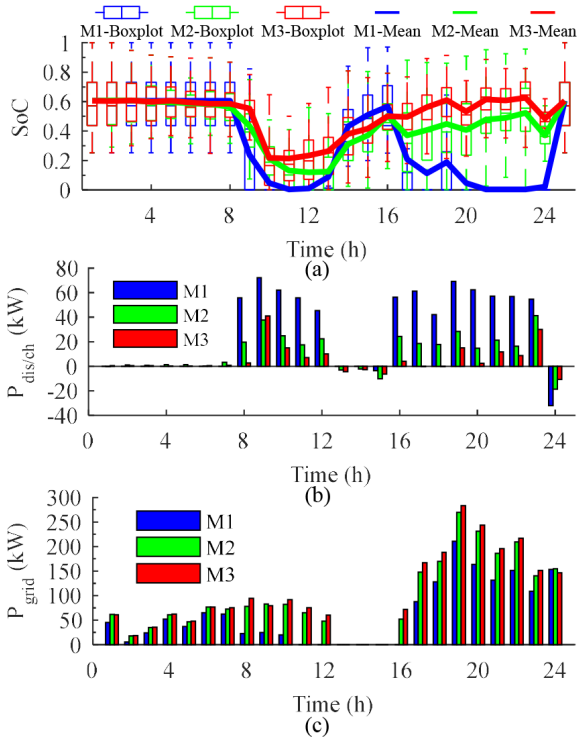 M1-Boxplot M2-Boxplot M3-Boxplot M1-Mean M2-Mean M3-Mean
1
0.8
0.6
0.4
0.2
0
SoC
4 8 12 16 20 24
Time (h)
(a)
80
60
40
20
0
-20
-40
P dis/ch (kW)
M1
M2
M3
0 4 8 12 16 20 24
Time (h)
(b)
300
250
200
150
100
50
0
P grid (kW)
M1
M2
M3
0 4 8 12 16 20 24
Time (h)
(c)